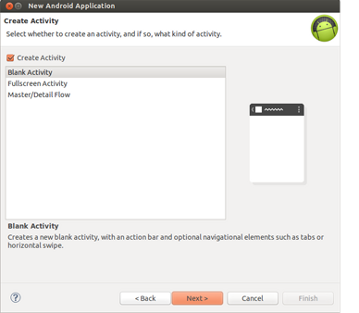 New Android Application
Create Activity
Select whether to create an activity, and if so, what kind of activity.
Create Activity
Blank Activity
Fullscreen Activity
Master/Detail Flow
Blank Activity
Creates a new blank activity, with an action bar and optional navigational elements such as tabs or
horizontal swipe.
?
< Back
Next >
Cancel
Finish